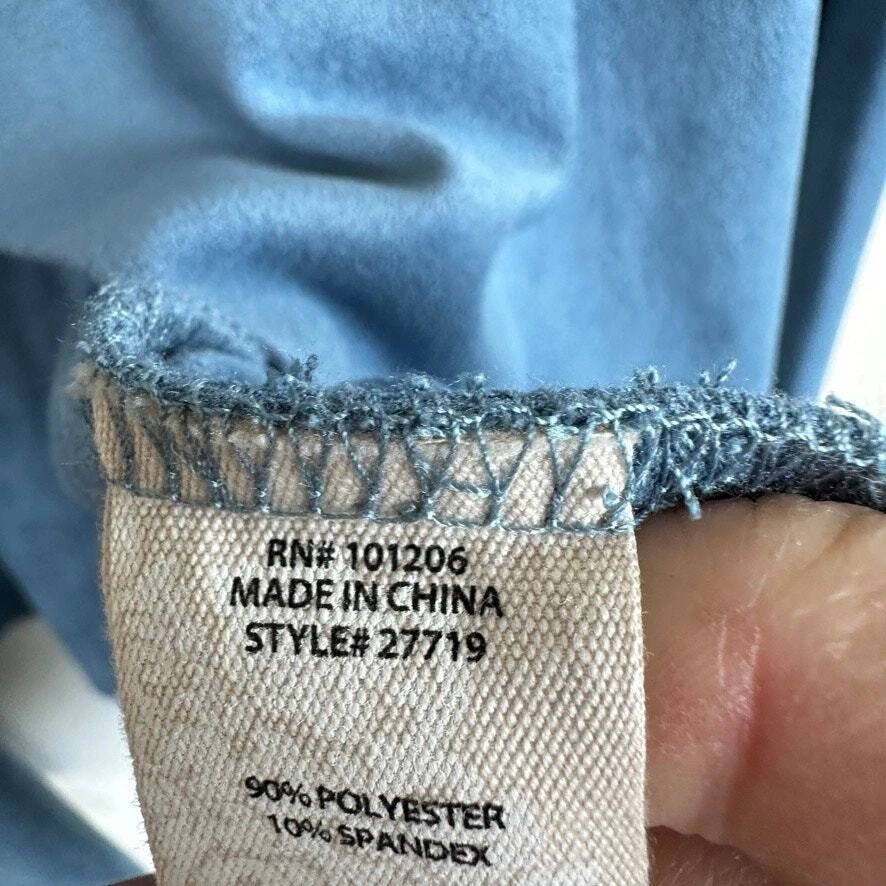 RN# 101206
MADE IN CHINA
STYLE# 27719
90% POLYESTER
10% SPANDEX